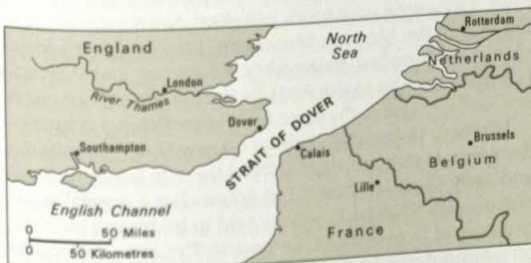 Rotterdam
North
Sea
England
Netherlands
London
River Thames
Dover
STRAIT OF DOVER
Brussels
Southampton
Calais
Belgium
Lille
English Channel
France
0 50 Miles
0 50 Kilometres